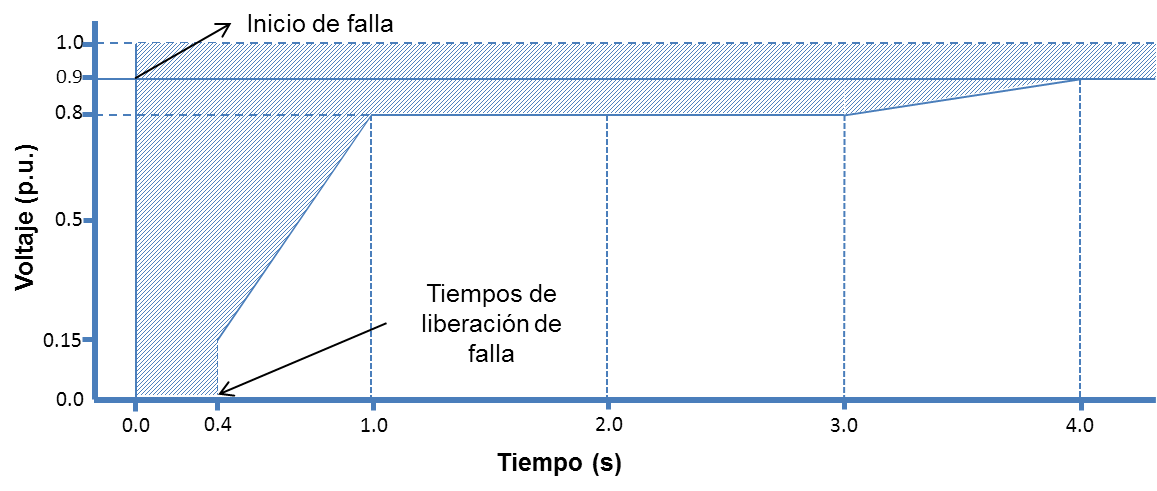 Inicio de falla
1.0
0.9
0.8
0.5
0.15
0.0
Voltaje (p.u.)
Tiempos de
liberación de
falla
0.0
0.4
1.0
2.0
3.0
4.0
Tiempo (s)